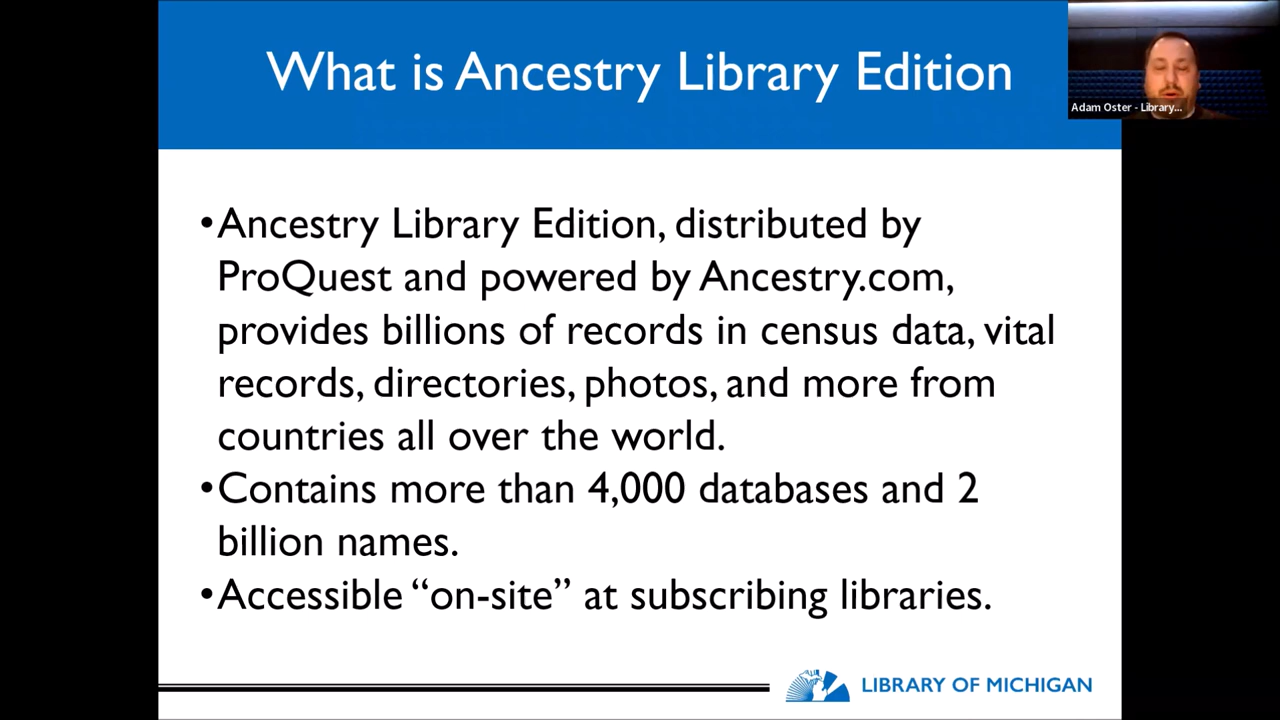 What is Ancestry Library Edition
Adam Oster - Library...
•Ancestry Library Edition, distributed by
ProQuest and powered by Ancestry.com,
provides billions of records in census data, vital
records, directories, photos, and more from
countries all over the world.
•Contains more than 4,000 databases and 2
billion names.
•Accessible “on-site” at subscribing libraries.
LIBRARY OF MICHIGAN